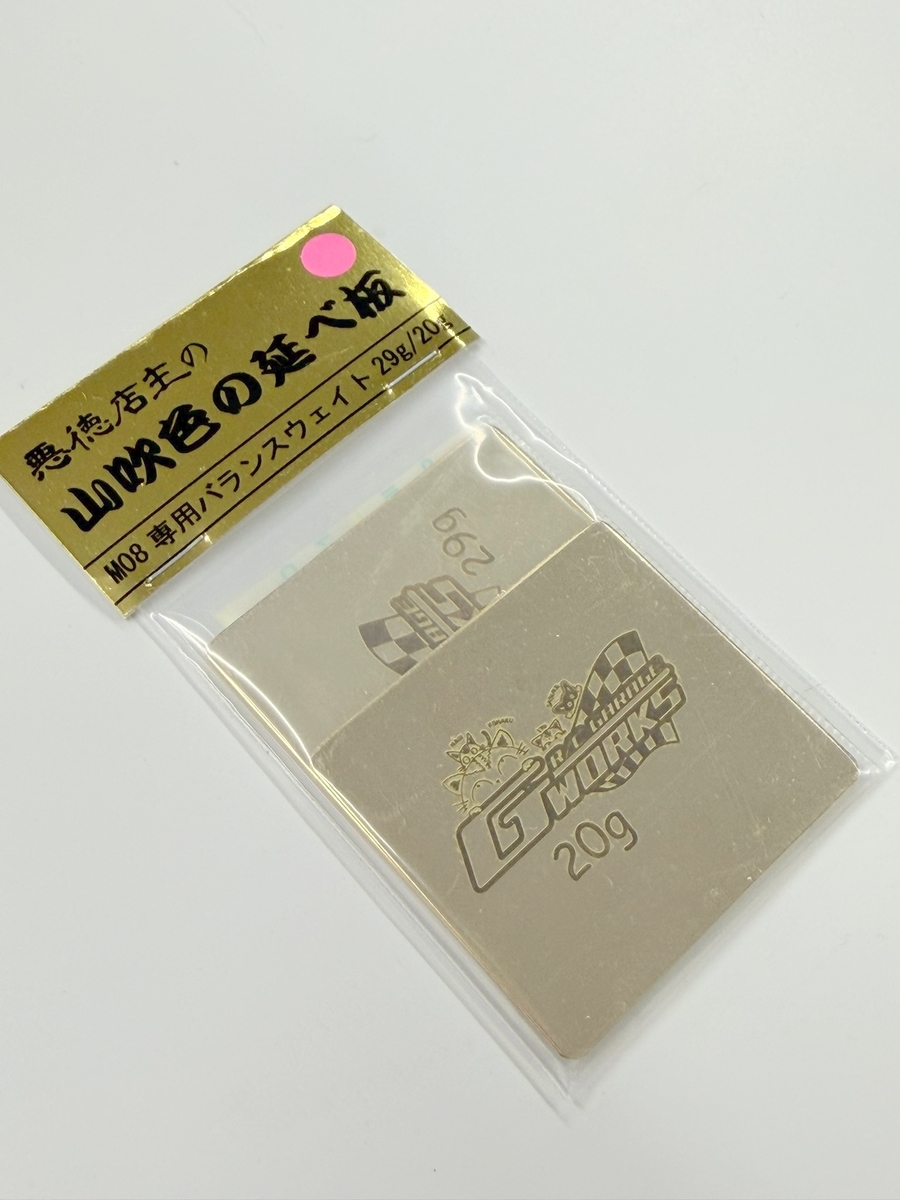 悪徳店主の
山吹色の延べ板
M08 専用バランスウェイト 29g/20g
29g
R/C GARAGE
G WORKS
20g